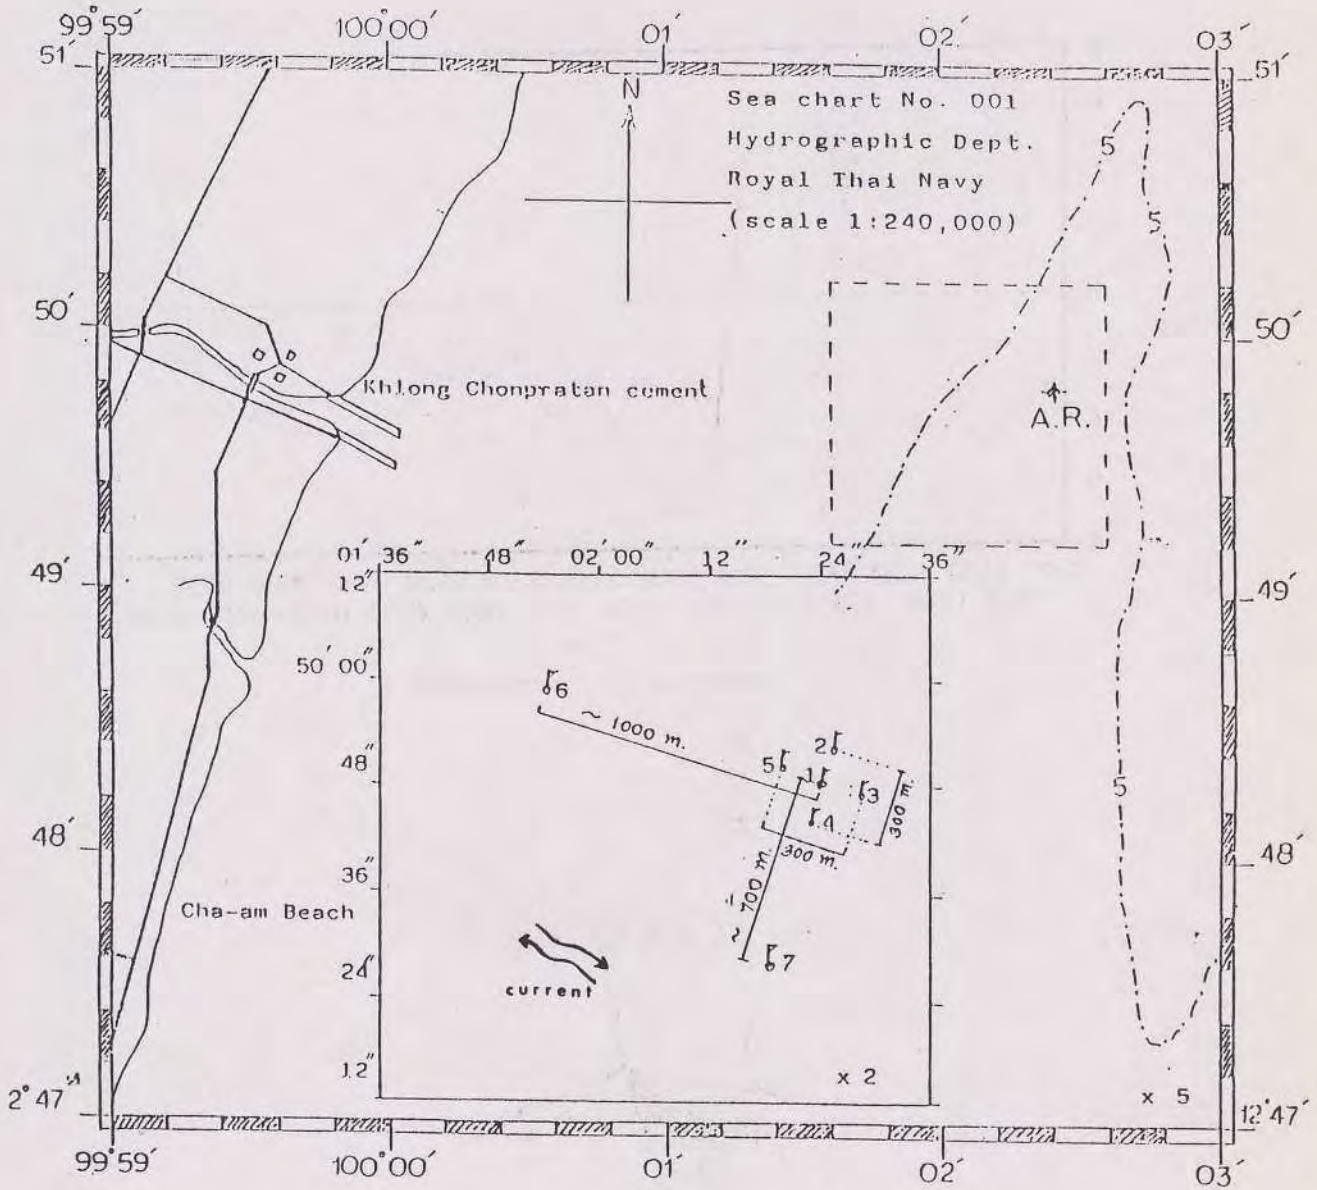 99°59′ 100°00′ 01′ 02′ 03′
51′ 51′
N
Sea chart No. 001
Hydrographic Dept.
Royal Thai Navy
(scale 1:240,000)
5
5
50′ 50′
Khlong Chonpratan cement
A.R.
01′ 36″ 48″ 02′00″ 12″ 24″ 36″
12″
49′ 49′
50′00″
6
~ 1000 m.
2
48″
5 1 3
4
300 m.
300 m.
5
48′ 48′
36″
~ 700 m.
Cha-am Beach
7
24″
current
12″
x 2
x 5
2°47′ 12°47′
99°59′ 100°00′ 01′ 02′ 03′